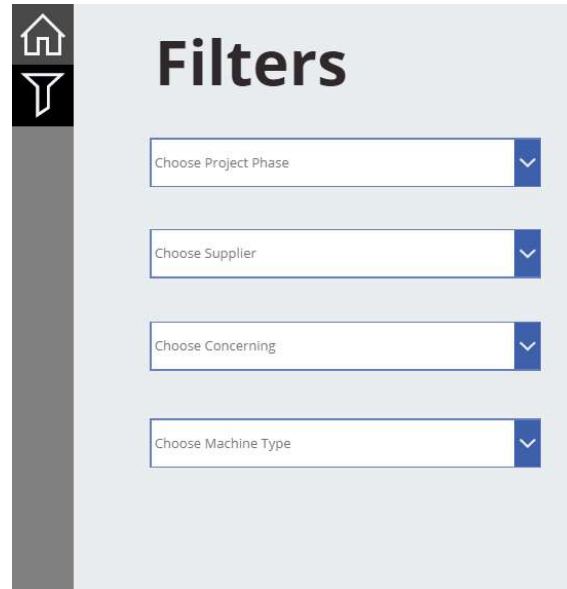 Filters
Choose Project Phase
Choose Supplier
Choose Concerning
Choose Machine Type